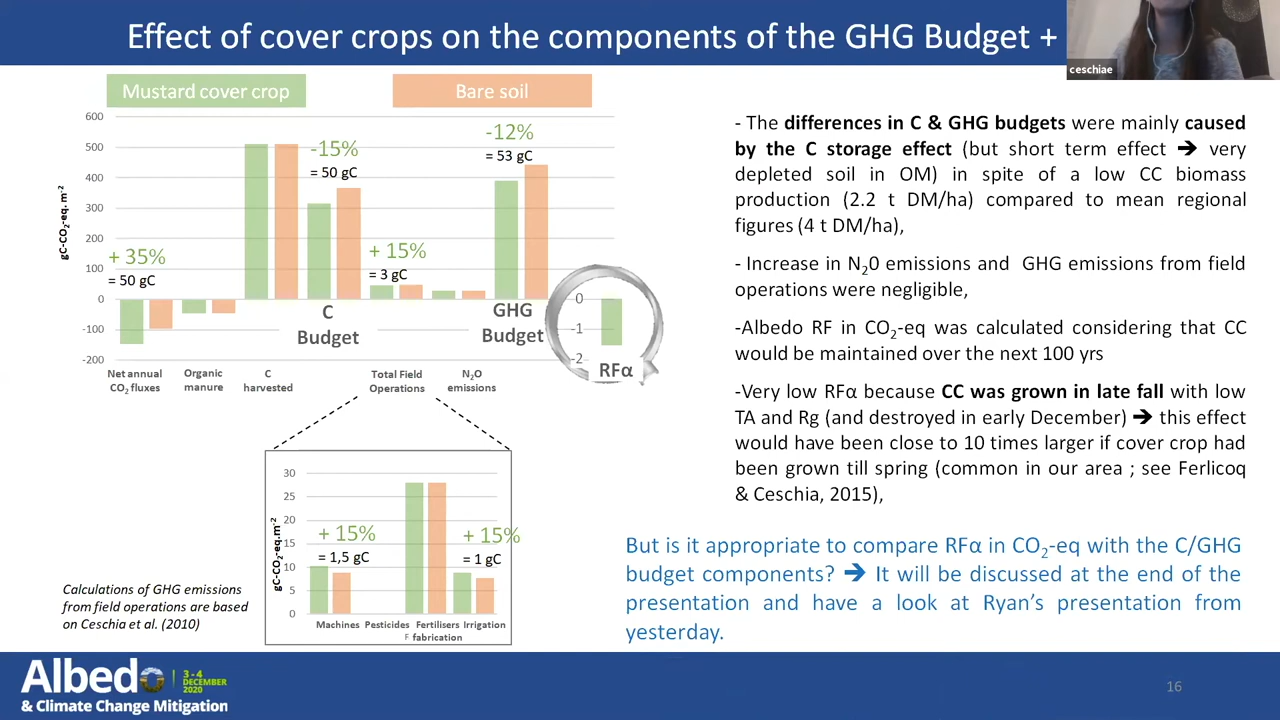 Effect of cover crops on the components of the GHG Budget +
ceschiae
Mustard cover crop
Bare soil
gC-CO₂-eq. m⁻²
600
500
400
300
200
100
0
-100
-200
+ 35%
= 50 gC
-15%
= 50 gC
+ 15%
= 3 gC
-12%
= 53 gC
C
Budget
GHG
Budget
0
-1
-2
RFα
Net annual
CO₂ fluxes
Organic
manure
C
harvested
Total Field
Operations
N₂O
emissions
gC-CO₂-eq.m⁻²
30
25
20
15
10
5
0
+ 15%
= 1,5 gC
+ 15%
= 1 gC
Machines
Pesticides
Fertilisers
F fabrication
Irrigation
Calculations of GHG emissions
from field operations are based
on Ceschia et al. (2010)
- The differences in C & GHG budgets were mainly caused
by the C storage effect (but short term effect ➔ very
depleted soil in OM) in spite of a low CC biomass
production (2.2 t DM/ha) compared to mean regional
figures (4 t DM/ha),
- Increase in N₂0 emissions and GHG emissions from field
operations were negligible,
-Albedo RF in CO₂-eq was calculated considering that CC
would be maintained over the next 100 yrs
-Very low RFα because CC was grown in late fall with low
TA and Rg (and destroyed in early December) ➔ this effect
would have been close to 10 times larger if cover crop had
been grown till spring (common in our area ; see Ferlicoq
& Ceschia, 2015),
But is it appropriate to compare RFα in CO₂-eq with the C/GHG
budget components? ➔ It will be discussed at the end of the
presentation and have a look at Ryan's presentation from
yesterday.
Albedo
3-4
DECEMBER
2020
& Climate Change Mitigation
16